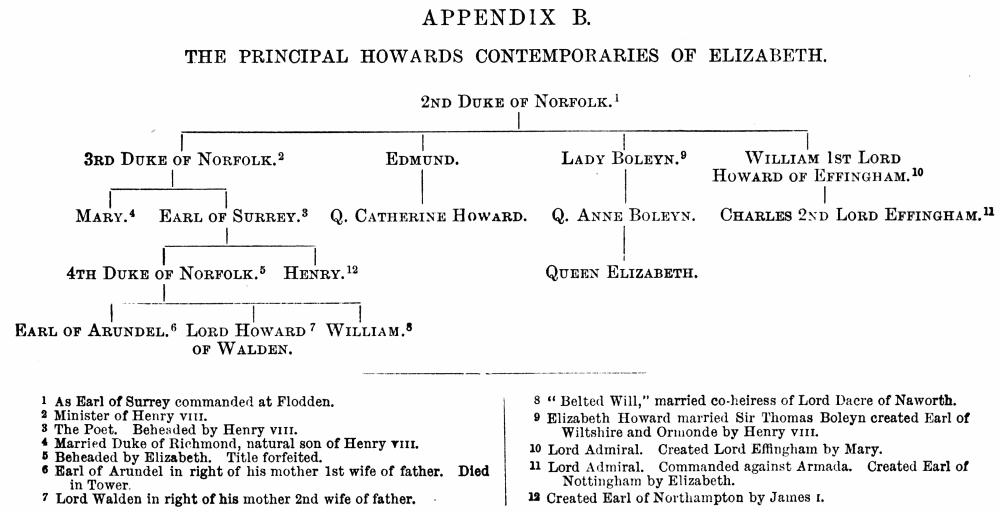 APPENDIX B.
THE PRINCIPAL HOWARDS CONTEMPORARIES OF ELIZABETH.
2ND DUKE OF NORFOLK.¹
3RD DUKE OF NORFOLK.² EDMUND. LADY BOLEYN.⁹ WILLIAM 1ST LORD
HOWARD OF EFFINGHAM.¹⁰
MARY.⁴ EARL OF SURREY.³ Q. CATHERINE HOWARD. Q. ANNE BOLEYN. CHARLES 2ND LORD EFFINGHAM.¹¹
4TH DUKE OF NORFOLK.⁵ HENRY.¹² QUEEN ELIZABETH.
EARL OF ARUNDEL.⁶ LORD HOWARD⁷ WILLIAM.⁸
OF WALDEN.
1 As Earl of Surrey commanded at Flodden.
2 Minister of Henry VIII.
3 The Poet. Beheaded by Henry VIII.
4 Married Duke of Richmond, natural son of Henry VIII.
5 Beheaded by Elizabeth. Title forfeited.
6 Earl of Arundel in right of his mother 1st wife of father. Died
in Tower.
7 Lord Walden in right of his mother 2nd wife of father.
8 “Belted Will,” married co-heiress of Lord Dacre of Naworth.
9 Elizabeth Howard married Sir Thomas Boleyn created Earl of
Wiltshire and Ormonde by Henry VIII.
10 Lord Admiral. Created Lord Effingham by Mary.
11 Lord Admiral. Commanded against Armada. Created Earl of
Nottingham by Elizabeth.
12 Created Earl of Northampton by James I.